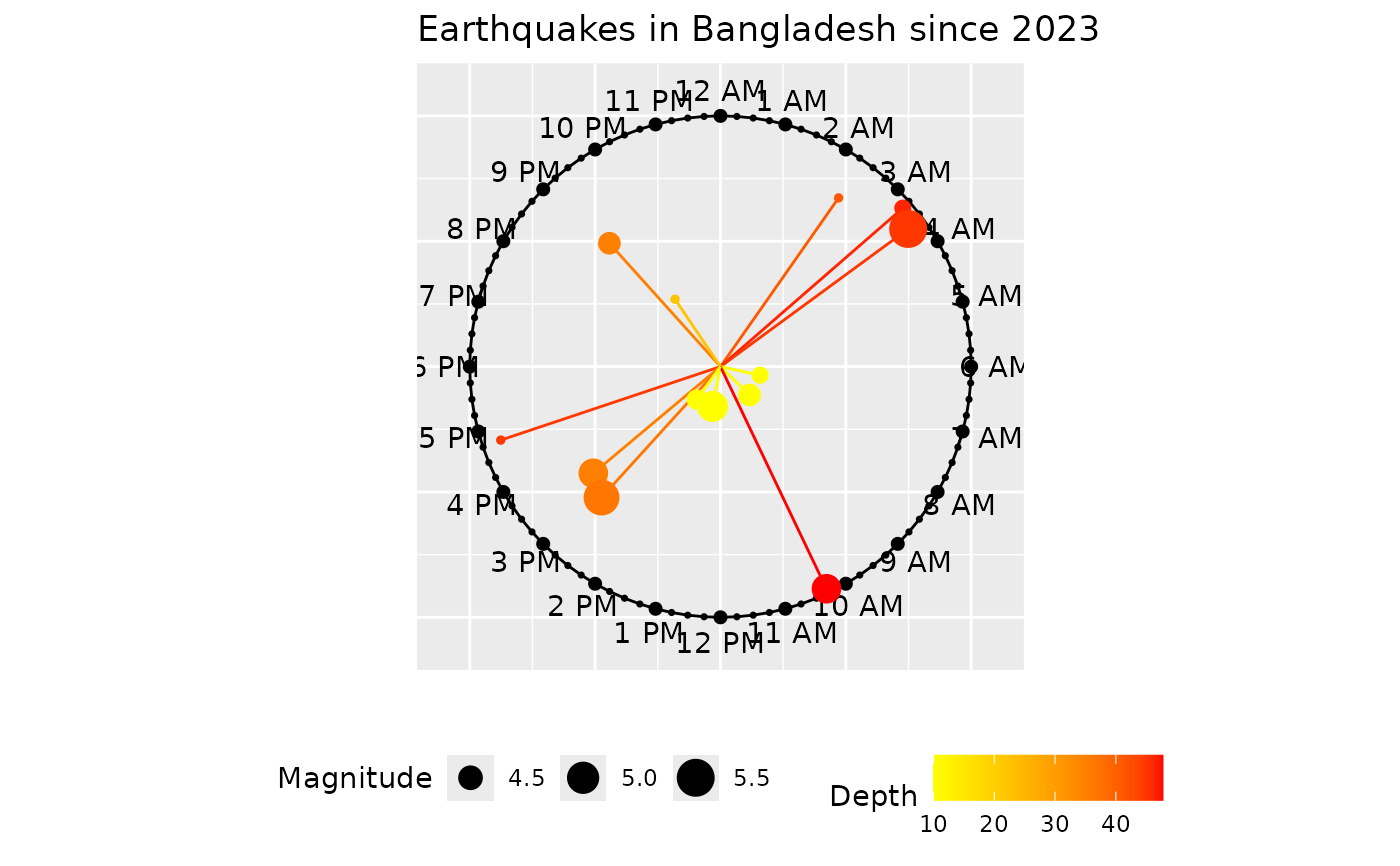 Earthquakes in Bangladesh since 2023
12 AM
11 PM
1 AM
10 PM
2 AM
9 PM
3 AM
8 PM
4 AM
7 PM
5 AM
6 PM
6 AM
5 PM
AM
4 PM
8 AM
3 PM
9 AM
2 PM
10 AM
1 PM
11 AM
12 PM
Magnitude 4.5 5.0 5.5
Depth
10 20 30 40